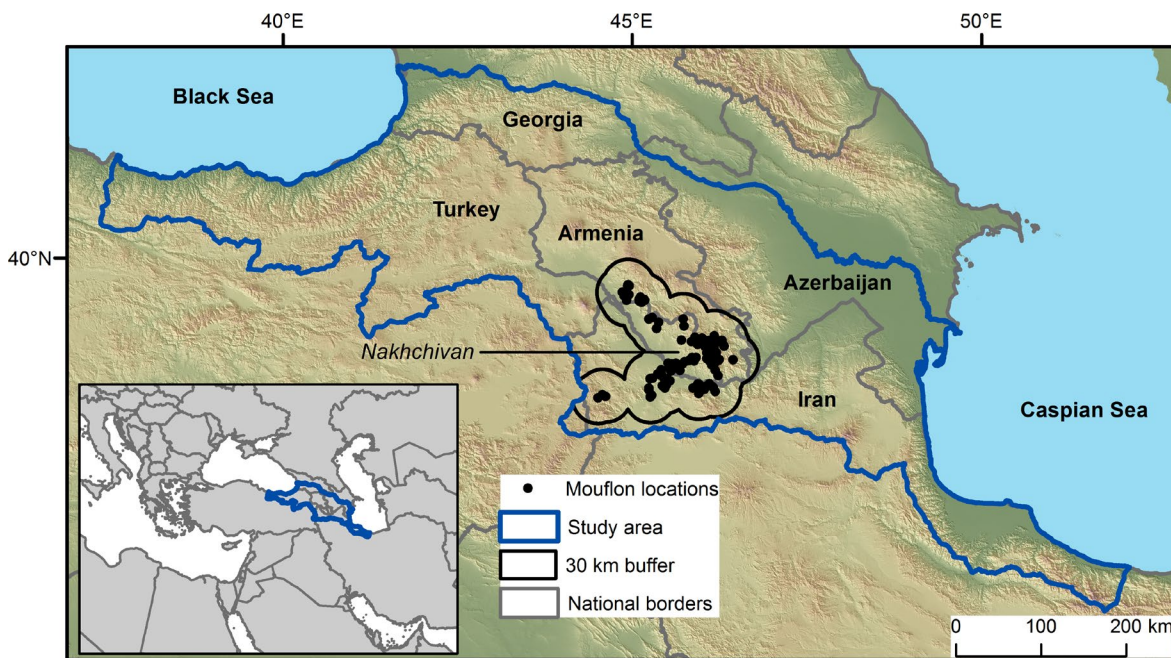 40°E
45°E
50°E
Black Sea
Georgia
Turkey
Armenia
40°N
Azerbaijan
Nakhchivan
Iran
Caspian Sea
Mouflon locations
Study area
30 km buffer
National borders
0 100 200 km